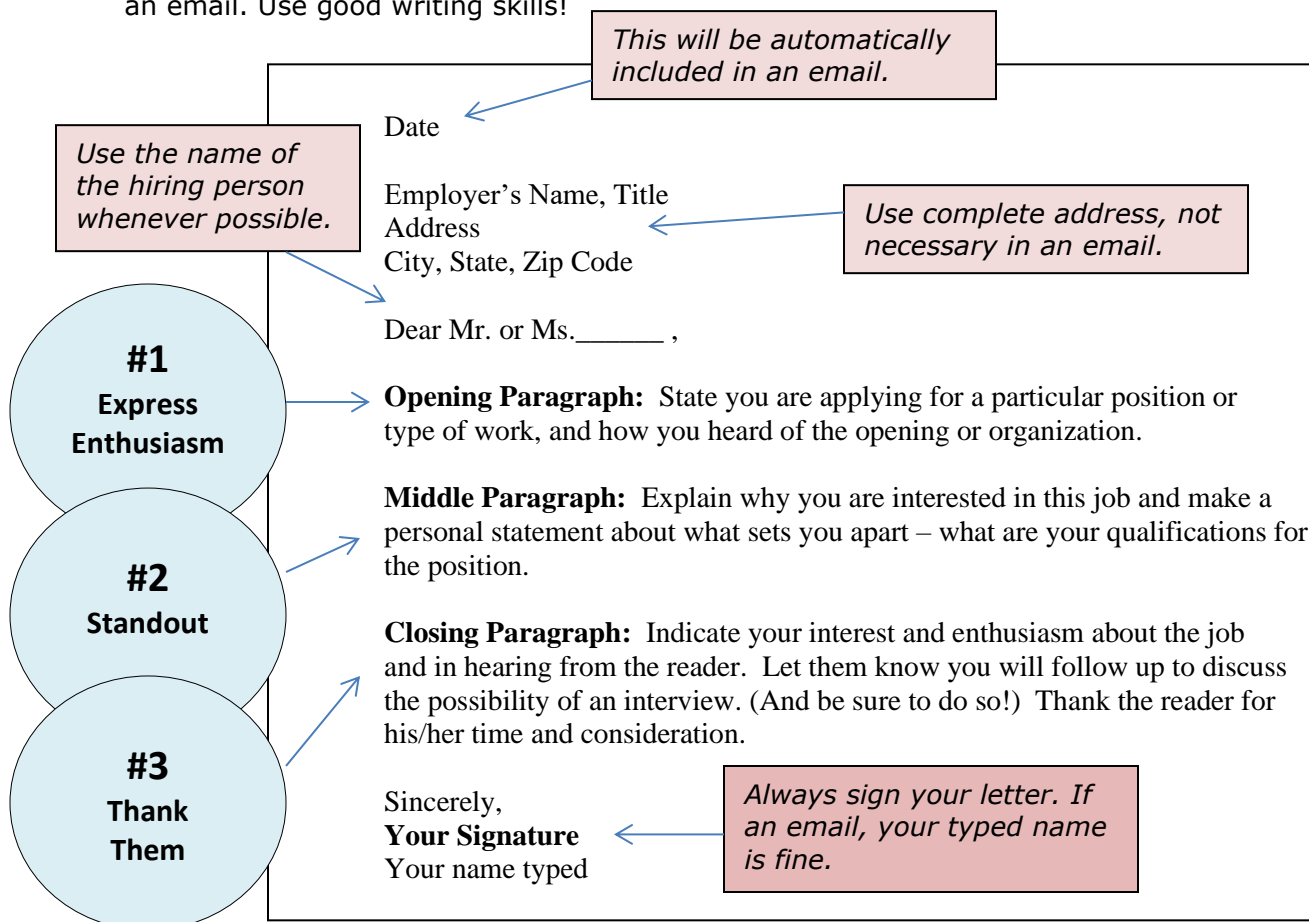 an email. Use good writing skills!
This will be automatically
included in an email.
Date
Use the name of
the hiring person
whenever possible.
Employer’s Name, Title
Address
City, State, Zip Code
Use complete address, not
necessary in an email.
Dear Mr. or Ms.______ ,
#1
Express
Enthusiasm
Opening Paragraph:  State you are applying for a particular position or
type of work, and how you heard of the opening or organization.
#2
Standout
Middle Paragraph:  Explain why you are interested in this job and make a
personal statement about what sets you apart – what are your qualifications for
the position.
#3
Thank
Them
Closing Paragraph:  Indicate your interest and enthusiasm about the job
and in hearing from the reader.  Let them know you will follow up to discuss
the possibility of an interview. (And be sure to do so!)  Thank the reader for
his/her time and consideration.
Sincerely,
Your Signature
Your name typed
Always sign your letter. If
an email, your typed name
is fine.